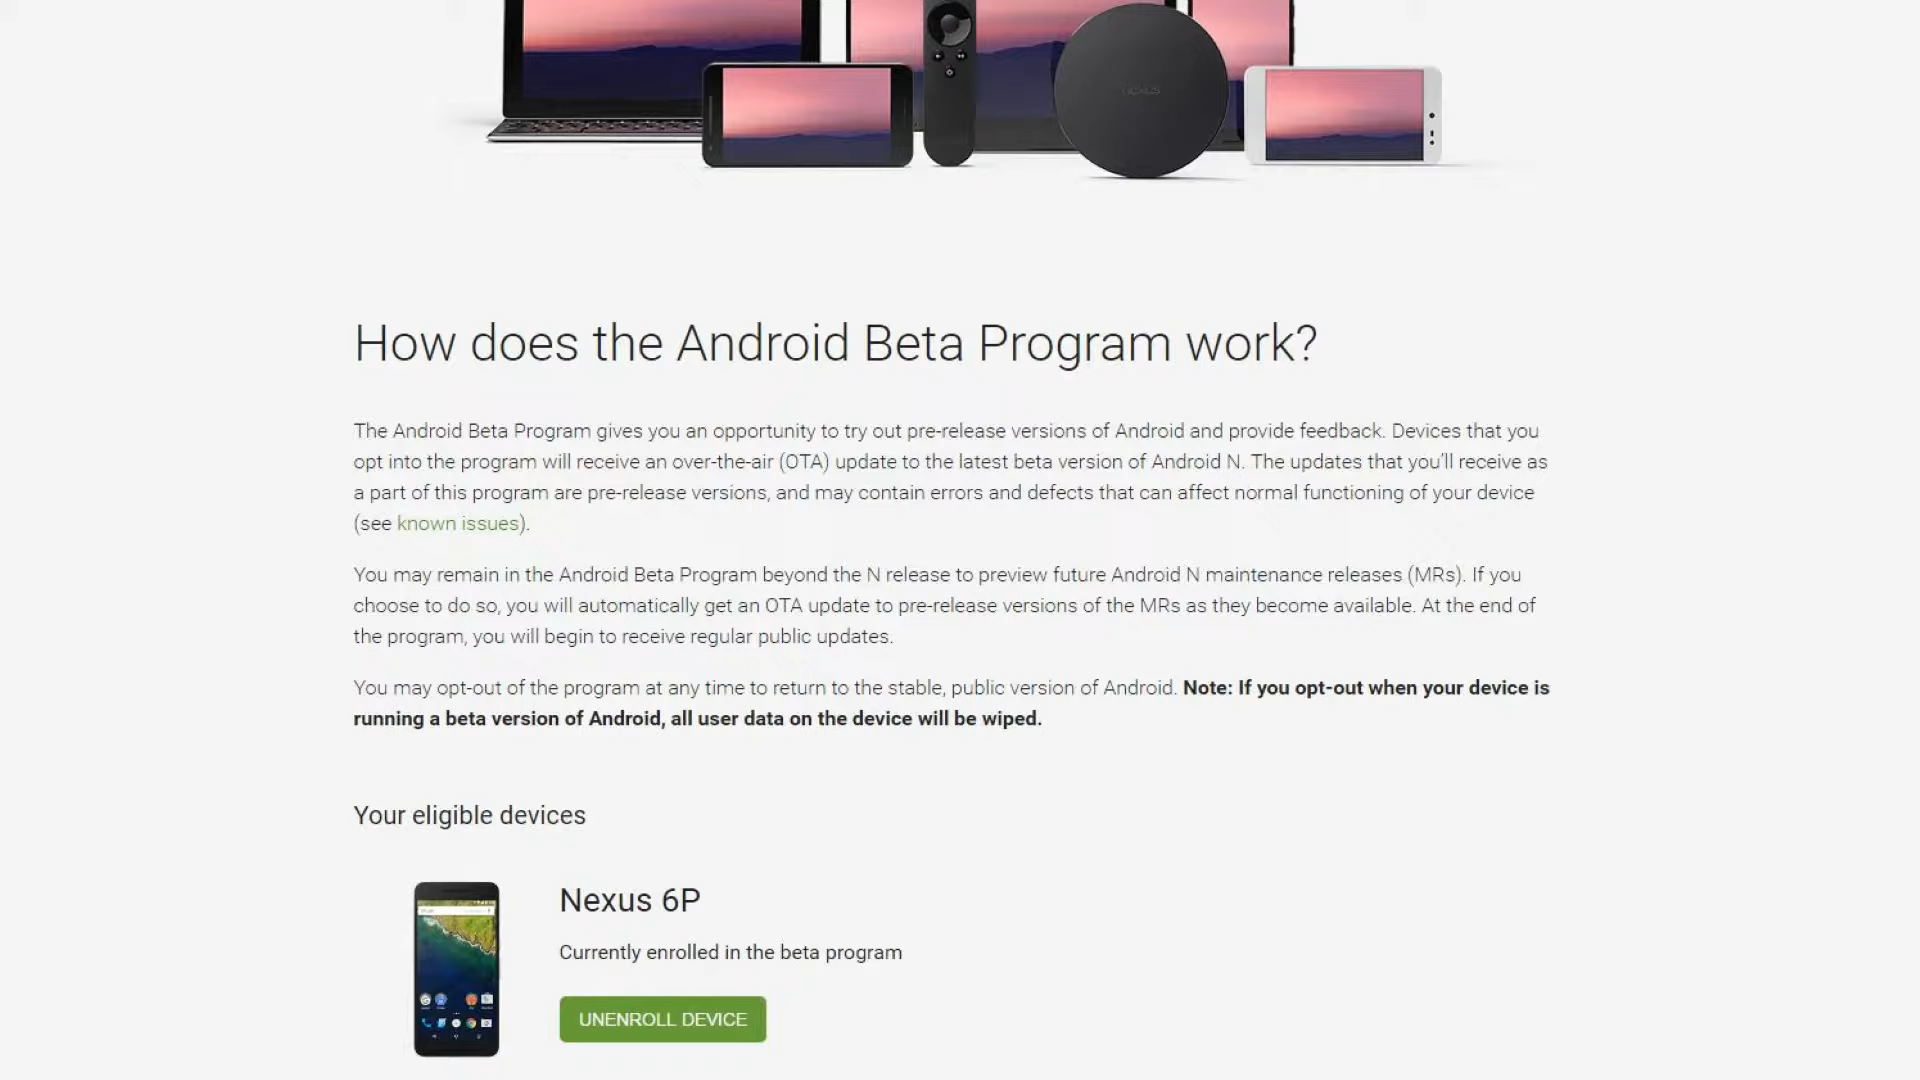 nexus
How does the Android Beta Program work?
The Android Beta Program gives you an opportunity to try out pre-release versions of Android and provide feedback. Devices that you
opt into the program will receive an over-the-air (OTA) update to the latest beta version of Android N. The updates that you'll receive as
a part of this program are pre-release versions, and may contain errors and defects that can affect normal functioning of your device
(see known issues).
You may remain in the Android Beta Program beyond the N release to preview future Android N maintenance releases (MRs). If you
choose to do so, you will automatically get an OTA update to pre-release versions of the MRs as they become available. At the end of
the program, you will begin to receive regular public updates.
You may opt-out of the program at any time to return to the stable, public version of Android. Note: If you opt-out when your device is
running a beta version of Android, all user data on the device will be wiped.
Your eligible devices
Nexus 6P
Currently enrolled in the beta program
UNENROLL DEVICE